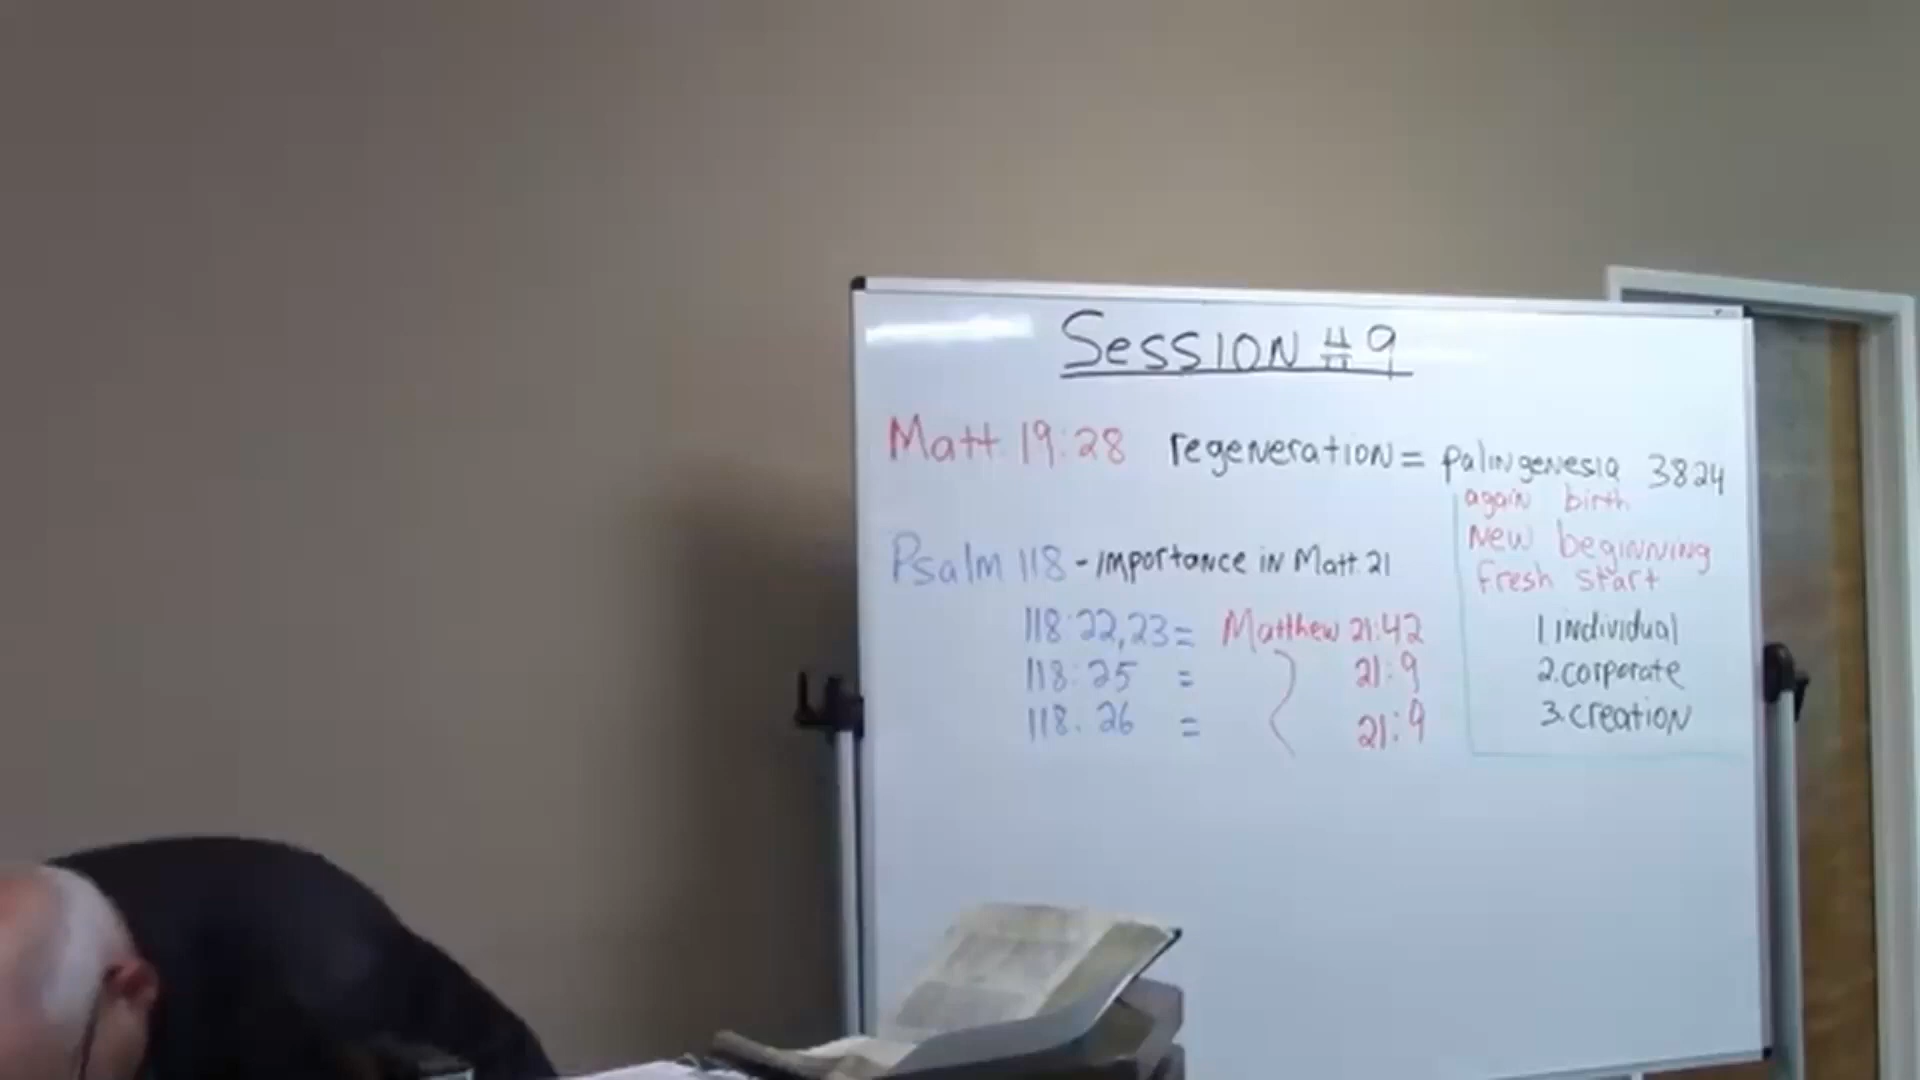 SESSION #9
Matt 19:28 regeneration = palingenesia 3824
again birth
New beginning
fresh start
Psalm 118 - importance in Matt 21
118:22,23 = Matthew 21:42
118:25 = 21:9
118:26 = 21:9
1. individual
2. corporate
3. creation